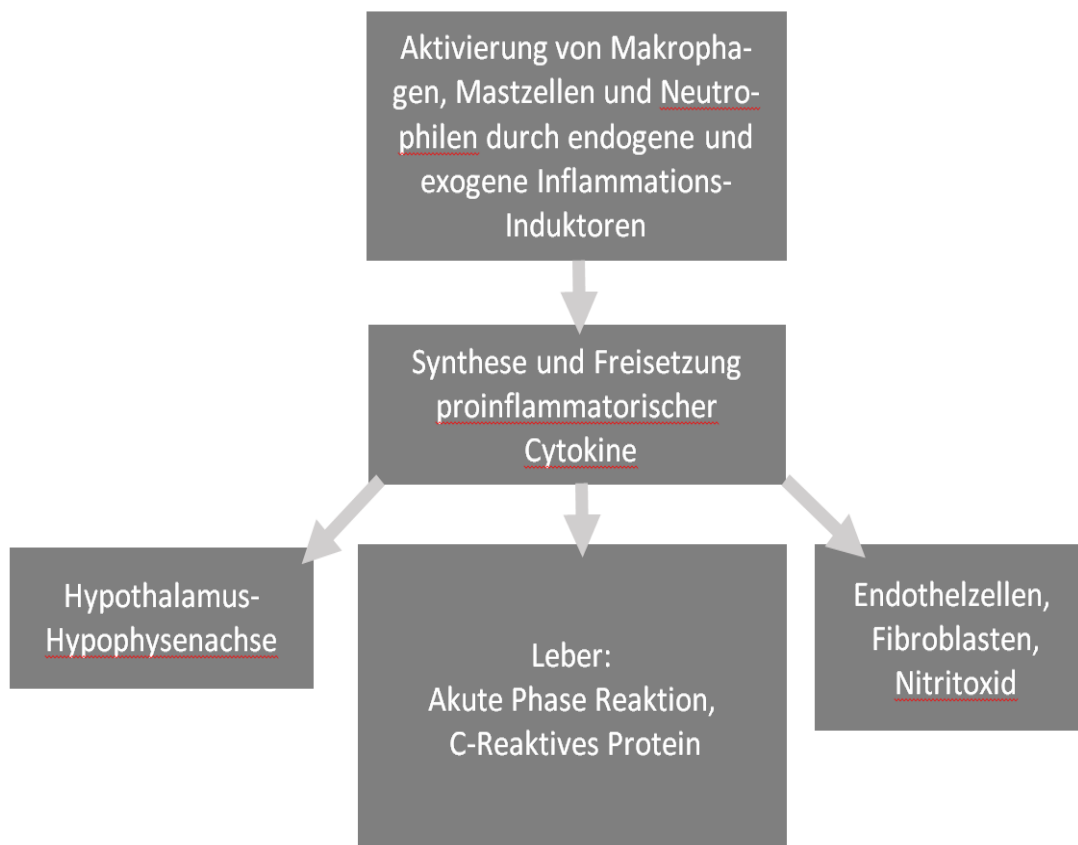 Aktivierung von Makropha-
gen, Mastzellen und Neutro-
philen durch endogene und
exogene Inflammations-
Induktoren
Synthese und Freisetzung
proinflammatorischer
Cytokine
Hypothalamus-
Hypophysenachse
Leber:
Akute Phase Reaktion,
C-Reaktives Protein
Endothelzellen,
Fibroblasten,
Nitritoxid